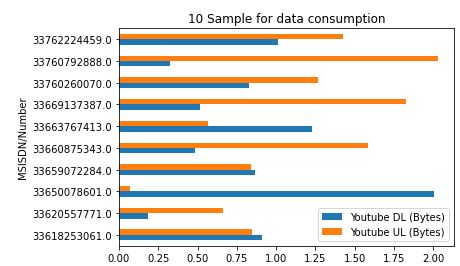 10 Sample for data consumption
MSISDN/Number
33762224459.0
33760792888.0
33760260070.0
33669137387.0
33663767413.0
33660875343.0
33659072284.0
33650078601.0
33620557771.0
33618253061.0
Youtube DL (Bytes)
Youtube UL (Bytes)
0.00 0.25 0.50 0.75 1.00 1.25 1.50 1.75 2.00